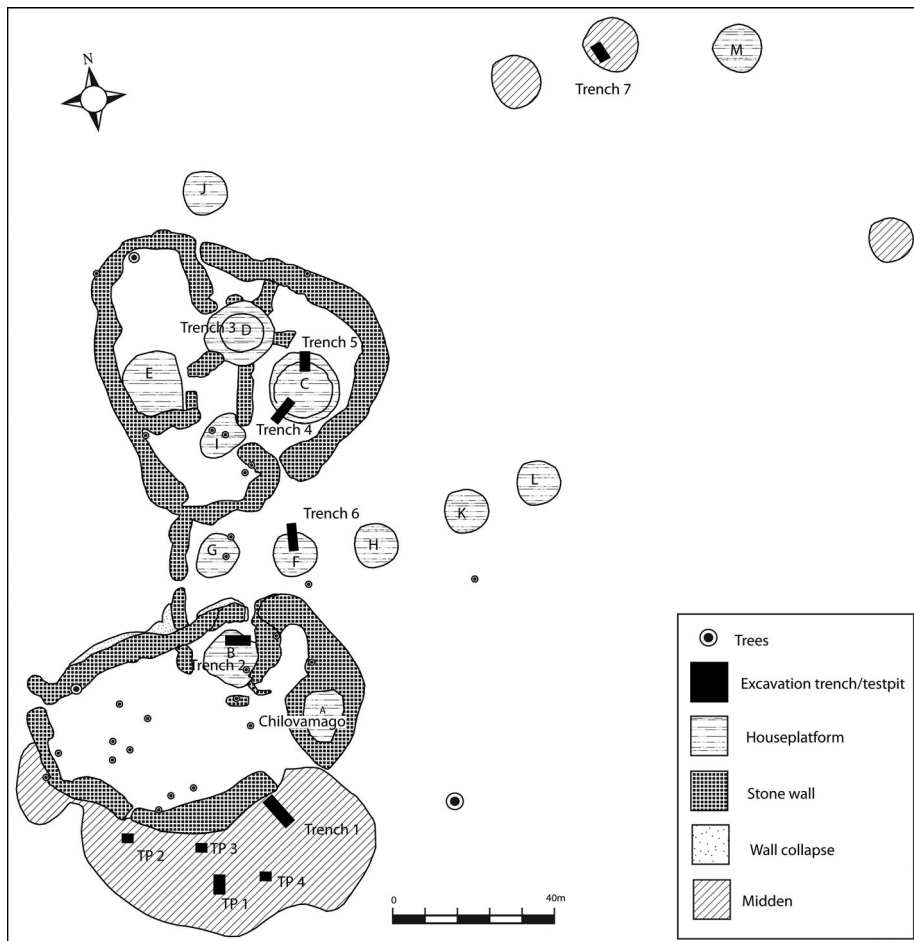 M
Trench 7
N
J
Trench 3
D
Trench 5
E
C
Trench 4
I
L
K
Trench 6
H
G
F
B
Trench 2
A
Chilovamago
Trench 1
TP 2
TP 3
TP 4
TP 1
0
40m
Trees
Excavation trench/testpit
Houseplatform
Stone wall
Wall collapse
Midden